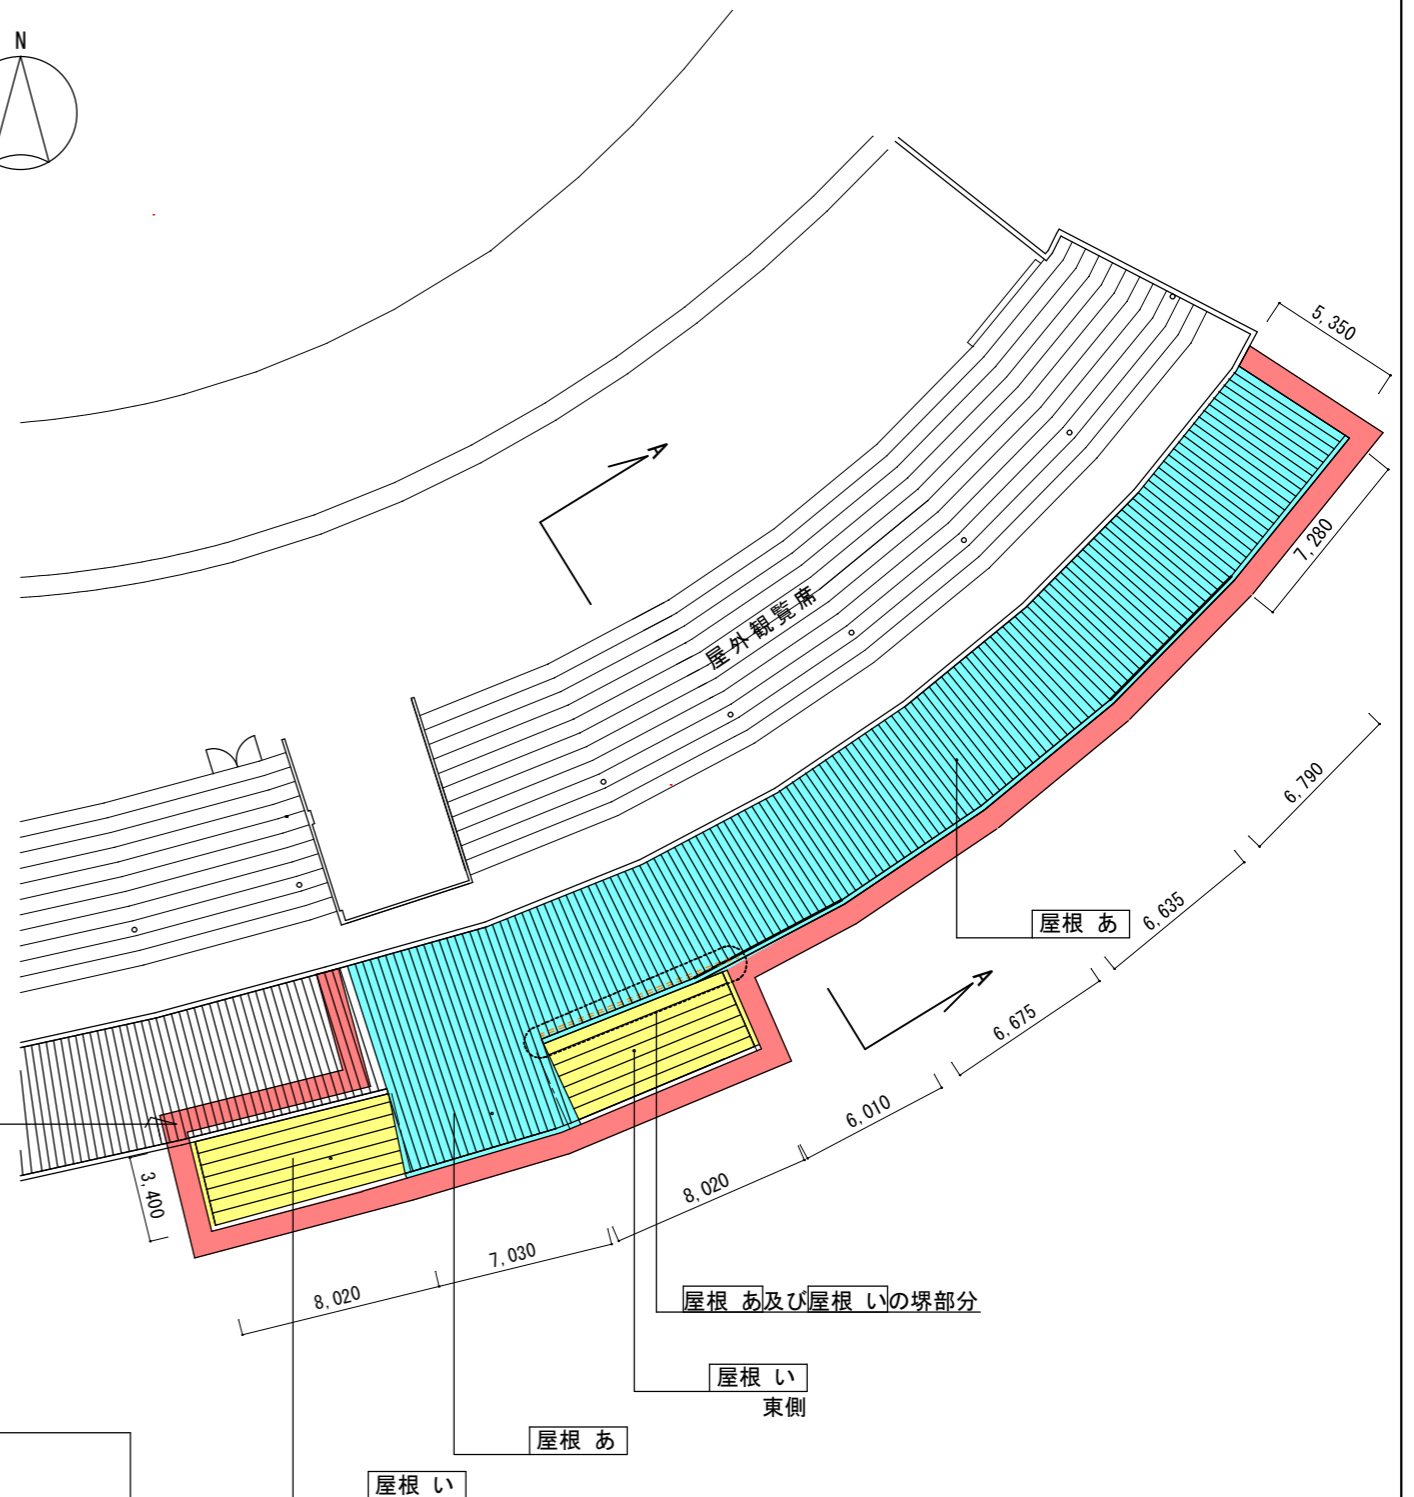 N
5,350
7,280
A
屋外観覧席
6,790
屋根 あ
6,635
A
6,675
6,010
3,400
8,020
7,030
8,020
屋根 あ及び屋根 いの堺部分
屋根 い
東側
屋根 あ
屋根 い